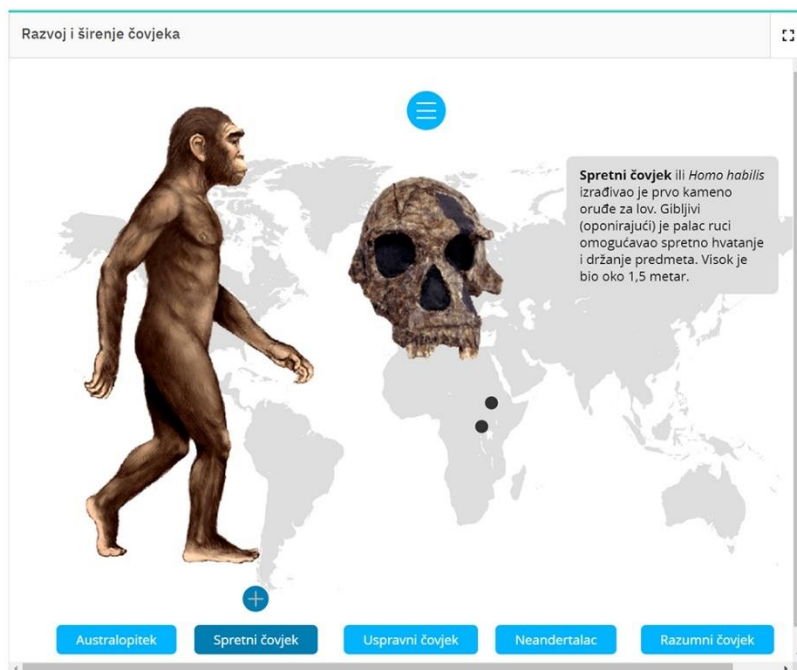 Razvoj i širenje čovjeka
Spretni čovjek ili Homo habilis
izrađivao je prvo kameno
oruđe za lov. Gibljivi
(oponirajući) je palac ruci
omogućavao spretno hvatanje
i držanje predmeta. Visok je
bio oko 1,5 metar.
Australopitek
Spretni čovjek
Uspravni čovjek
Neandertalac
Razumni čovjek